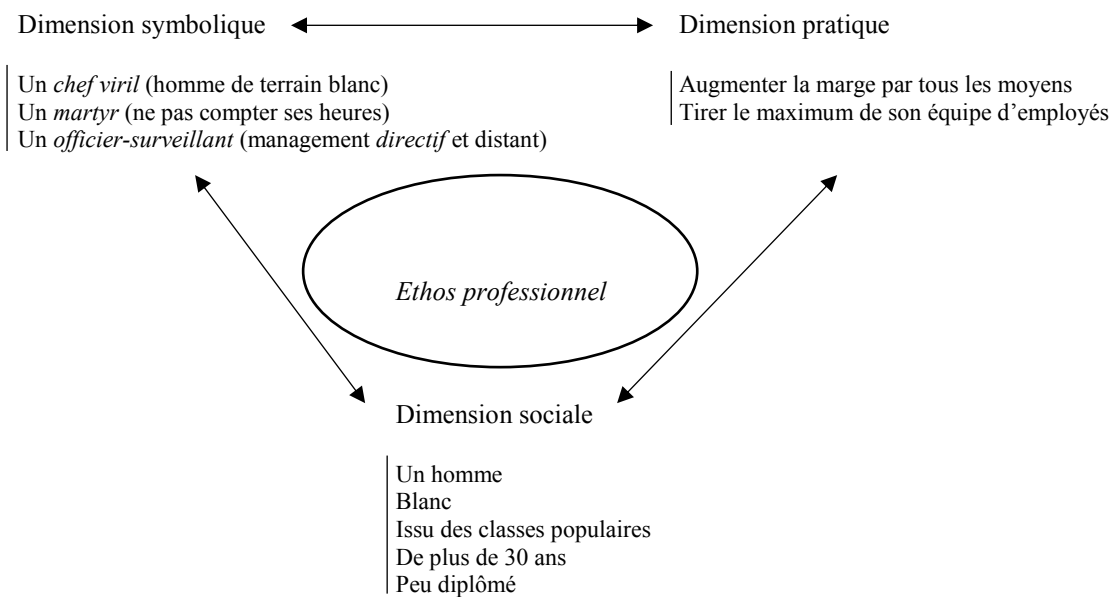 Dimension symbolique
Dimension pratique
Un chef viril (homme de terrain blanc)
Un martyr (ne pas compter ses heures)
Un officier-surveillant (management directif et distant)
Augmenter la marge par tous les moyens
Tirer le maximum de son équipe d’employés
Ethos professionnel
Dimension sociale
Un homme
Blanc
Issu des classes populaires
De plus de 30 ans
Peu diplômé